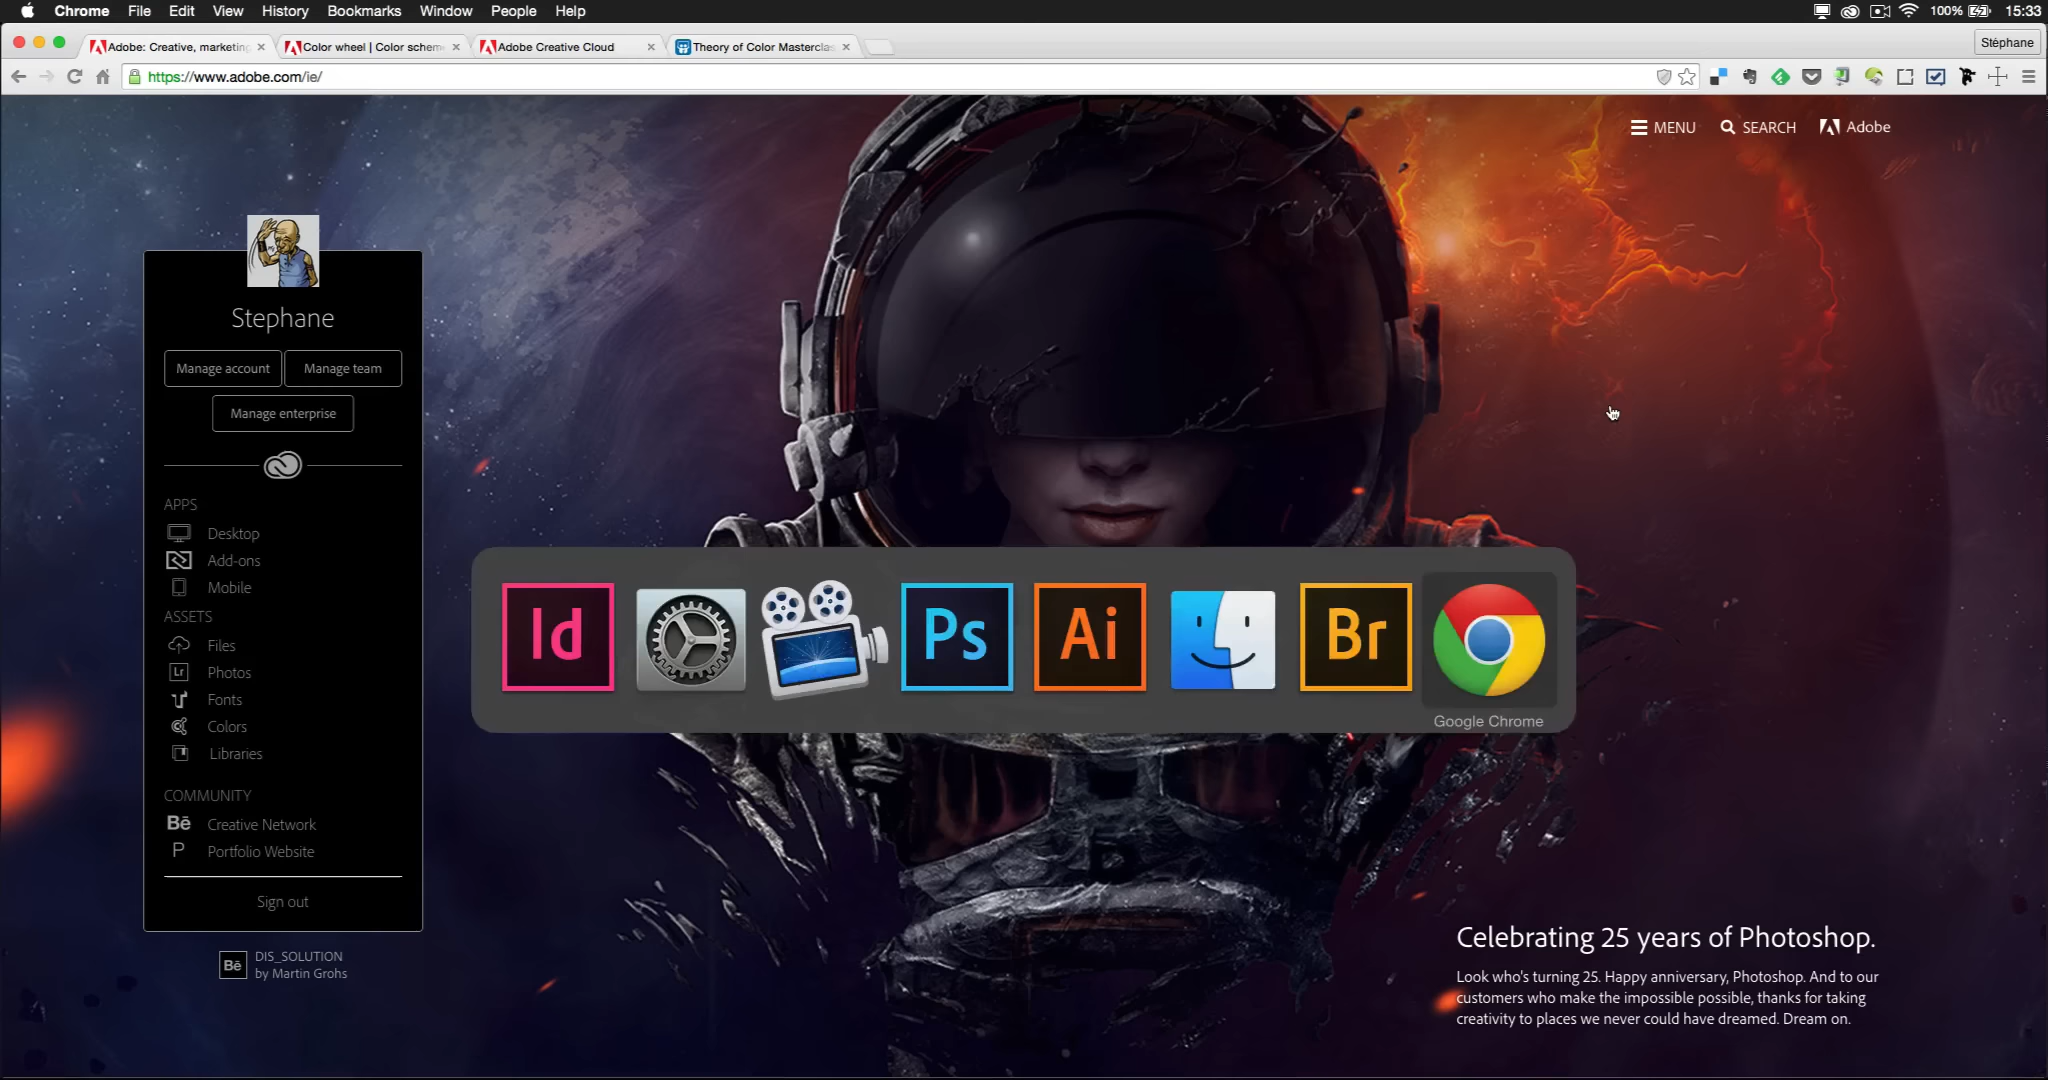 Chrome File Edit View History Bookmarks Window People Help 100% 15:33
Adobe: Creative, marketing Color wheel | Color schem Adobe Creative Cloud Theory of Color Masterclas Stéphane
https://www.adobe.com/ie/
MENU SEARCH Adobe
Stephane
Manage account Manage team
Manage enterprise
APPS
Desktop
Add-ons
Mobile
ASSETS
Files
Lr Photos
Fonts
Colors
Libraries
COMMUNITY
Bē Creative Network
P Portfolio Website
Sign out
Bē DIS_SOLUTION
by Martin Grohs
Id Ps Ai Br
Google Chrome
Celebrating 25 years of Photoshop.
Look who's turning 25. Happy anniversary, Photoshop. And to our
customers who make the impossible possible, thanks for taking
creativity to places we never could have dreamed. Dream on.